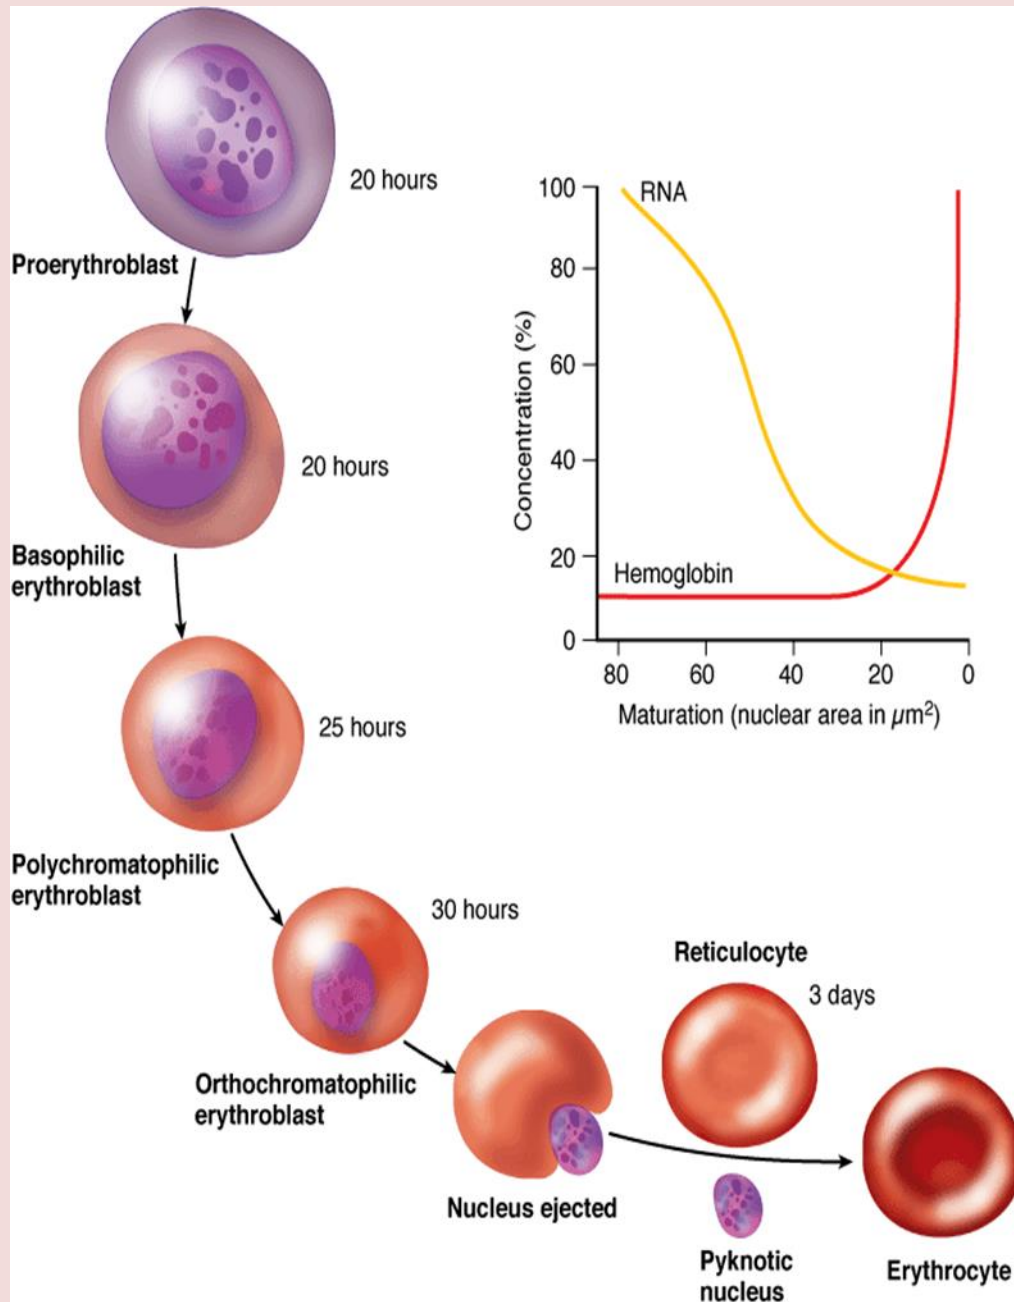 20 hours
Proerythroblast
20 hours
Basophilic
erythroblast
25 hours
Polychromatophilic
erythroblast
30 hours
Orthochromatophilic
erythroblast
Nucleus ejected
Reticulocyte
3 days
Pyknotic
nucleus
Erythrocyte
100
80
60
40
20
0
Concentration (%)
RNA
Hemoglobin
80 60 40 20 0
Maturation (nuclear area in µm²)